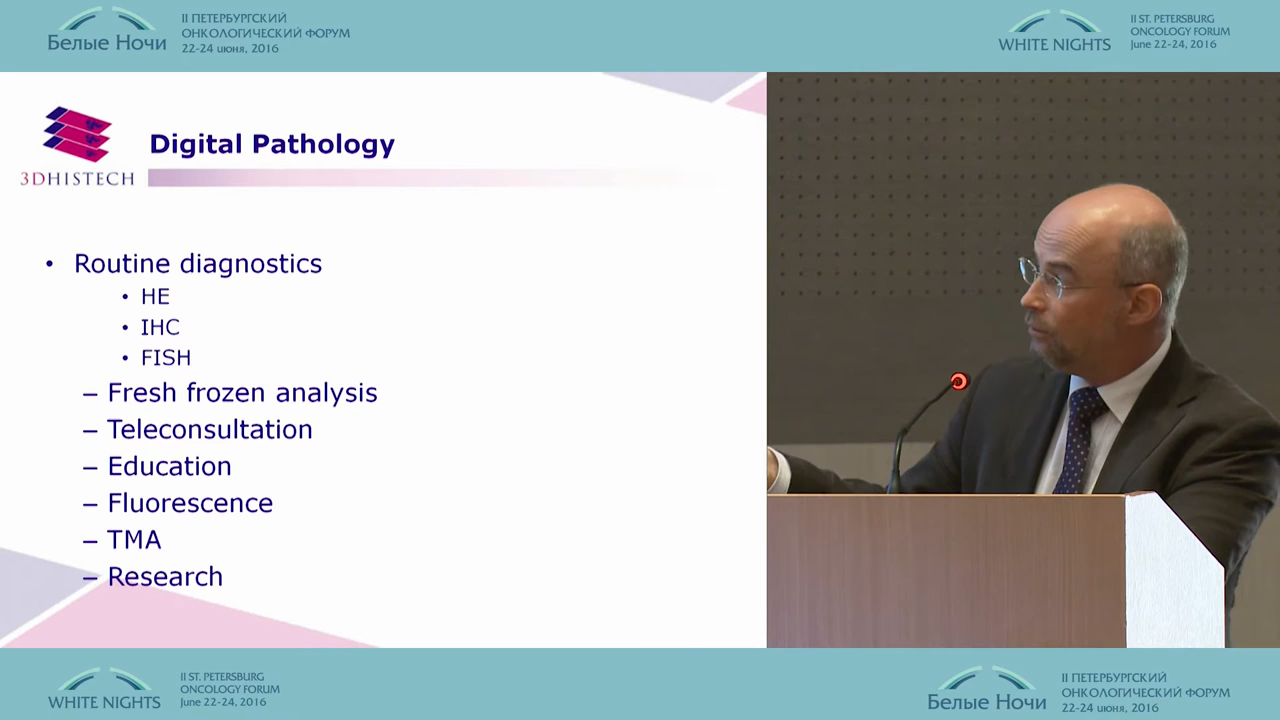 Белые Ночи
II ПЕТЕРБУРГСКИЙ
ОНКОЛОГИЧЕСКИЙ ФОРУМ
22-24 июня, 2016
WHITE NIGHTS
II ST. PETERSBURG
ONCOLOGY FORUM
June 22-24, 2016
3DHISTECH
Digital Pathology
• Routine diagnostics
• HE
• IHC
• FISH
– Fresh frozen analysis
– Teleconsultation
– Education
– Fluorescence
– TMA
– Research
WHITE NIGHTS
II ST. PETERSBURG
ONCOLOGY FORUM
June 22-24, 2016
Белые Ночи
II ПЕТЕРБУРГСКИЙ
ОНКОЛОГИЧЕСКИЙ ФОРУМ
22-24 июня, 2016